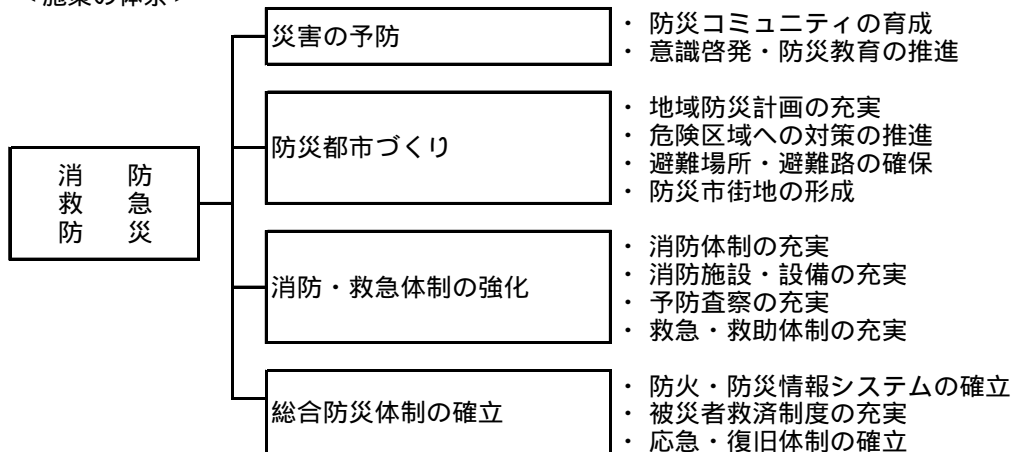 <施策の体系>
消　防
救　急
防　災
災害の予防
・ 防災コミュニティの育成
・ 意識啓発・防災教育の推進
防災都市づくり
・ 地域防災計画の充実
・ 危険区域への対策の推進
・ 避難場所・避難路の確保
・ 防災市街地の形成
消防・救急体制の強化
・ 消防体制の充実
・ 消防施設・設備の充実
・ 予防査察の充実
・ 救急・救助体制の充実
総合防災体制の確立
・ 防火・防災情報システムの確立
・ 被災者救済制度の充実
・ 応急・復旧体制の確立